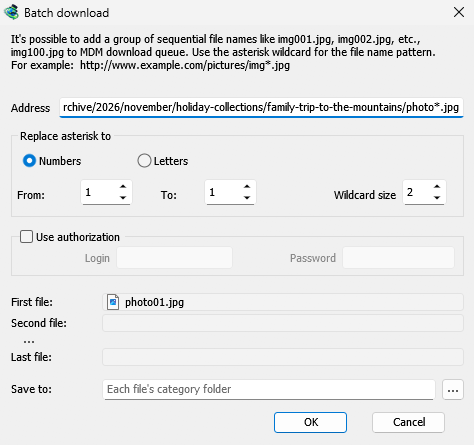 Batch download
It's possible to add a group of sequential file names like img001.jpg, img002.jpg, etc.,
img100.jpg to MDM download queue. Use the asterisk wildcard for the file name pattern.
For example: http://www.example.com/pictures/img*.jpg
Address rchive/2026/november/holiday-collections/family-trip-to-the-mountains/photo*.jpg
Replace asterisk to
Numbers Letters
From: 1 To: 1 Wildcard size 2
Use authorization
Login Password
First file: photo01.jpg
Second file:
...
Last file:
Save to: Each file's category folder ...
OK Cancel